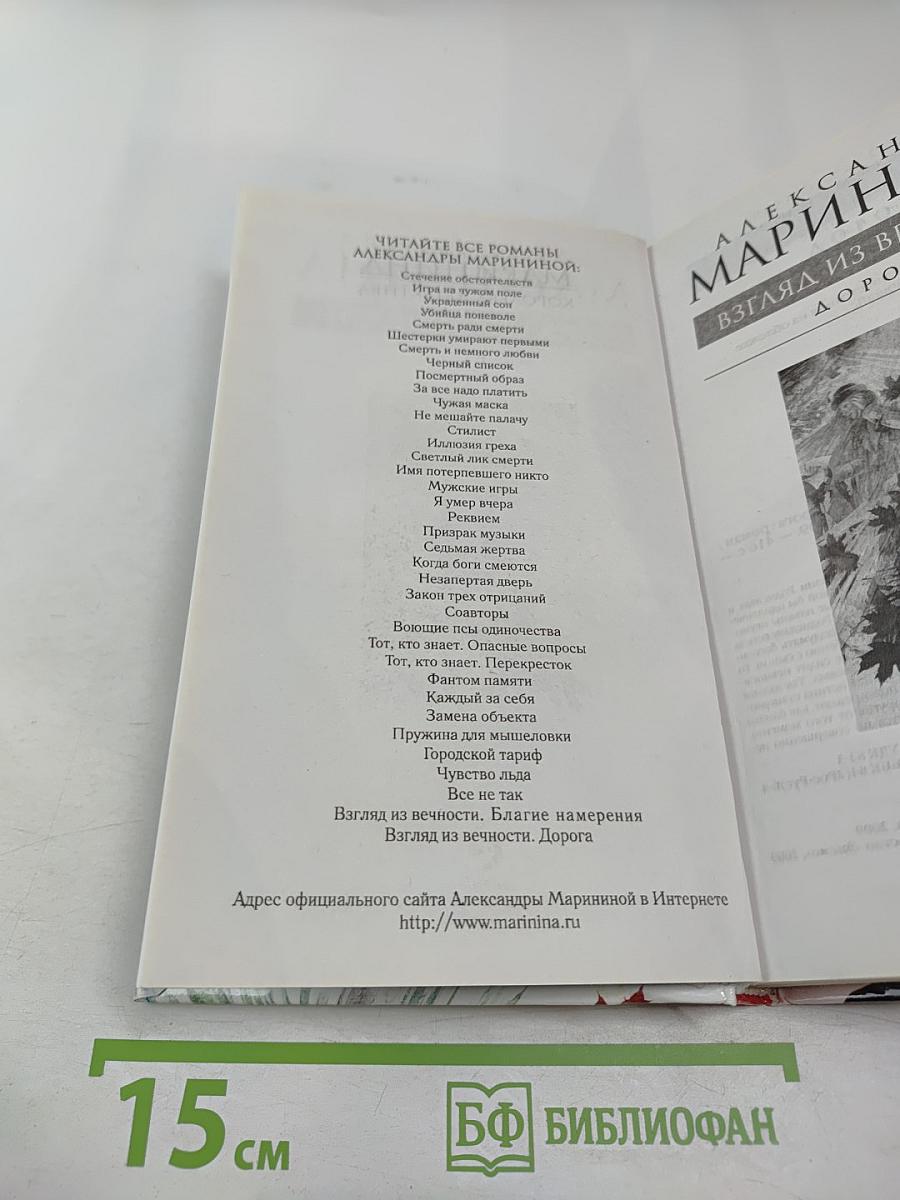 ЧИТАЙТЕ ВСЕ РОМАНЫ
АЛЕКСАНДРЫ МАРИНИНОЙ:
Стечение обстоятельств
Игра на чужом поле
Украденный сон
Убийца поневоле
Смерть ради смерти
Шестерки умирают первыми
Смерть и немного любви
Черный список
Посмертный образ
За все надо платить
Чужая маска
Не мешайте палачу
Стилист
Иллюзия греха
Светлый лик смерти
Имя потерпевшего никто
Мужские игры
Я умер вчера
Реквием
Призрак музыки
Седьмая жертва
Когда боги смеются
Незапертая дверь
Закон трех отрицаний
Соавторы
Воющие псы одиночества
Тот, кто знает. Опасные вопросы
Тот, кто знает. Перекресток
Фантом памяти
Каждый за себя
Замена объекта
Пружина для мышеловки
Городской тариф
Чувство льда
Все не так
Взгляд из вечности. Благие намерения
Взгляд из вечности. Дорога
Адрес официального сайта Александры Марининой в Интернете
http://www.marinina.ru
АЛЕКСАН
МАРИН
ВЗГЛЯД ИЗ ВЕ
ДОРО
15 см
БФ БИБЛИОФАН